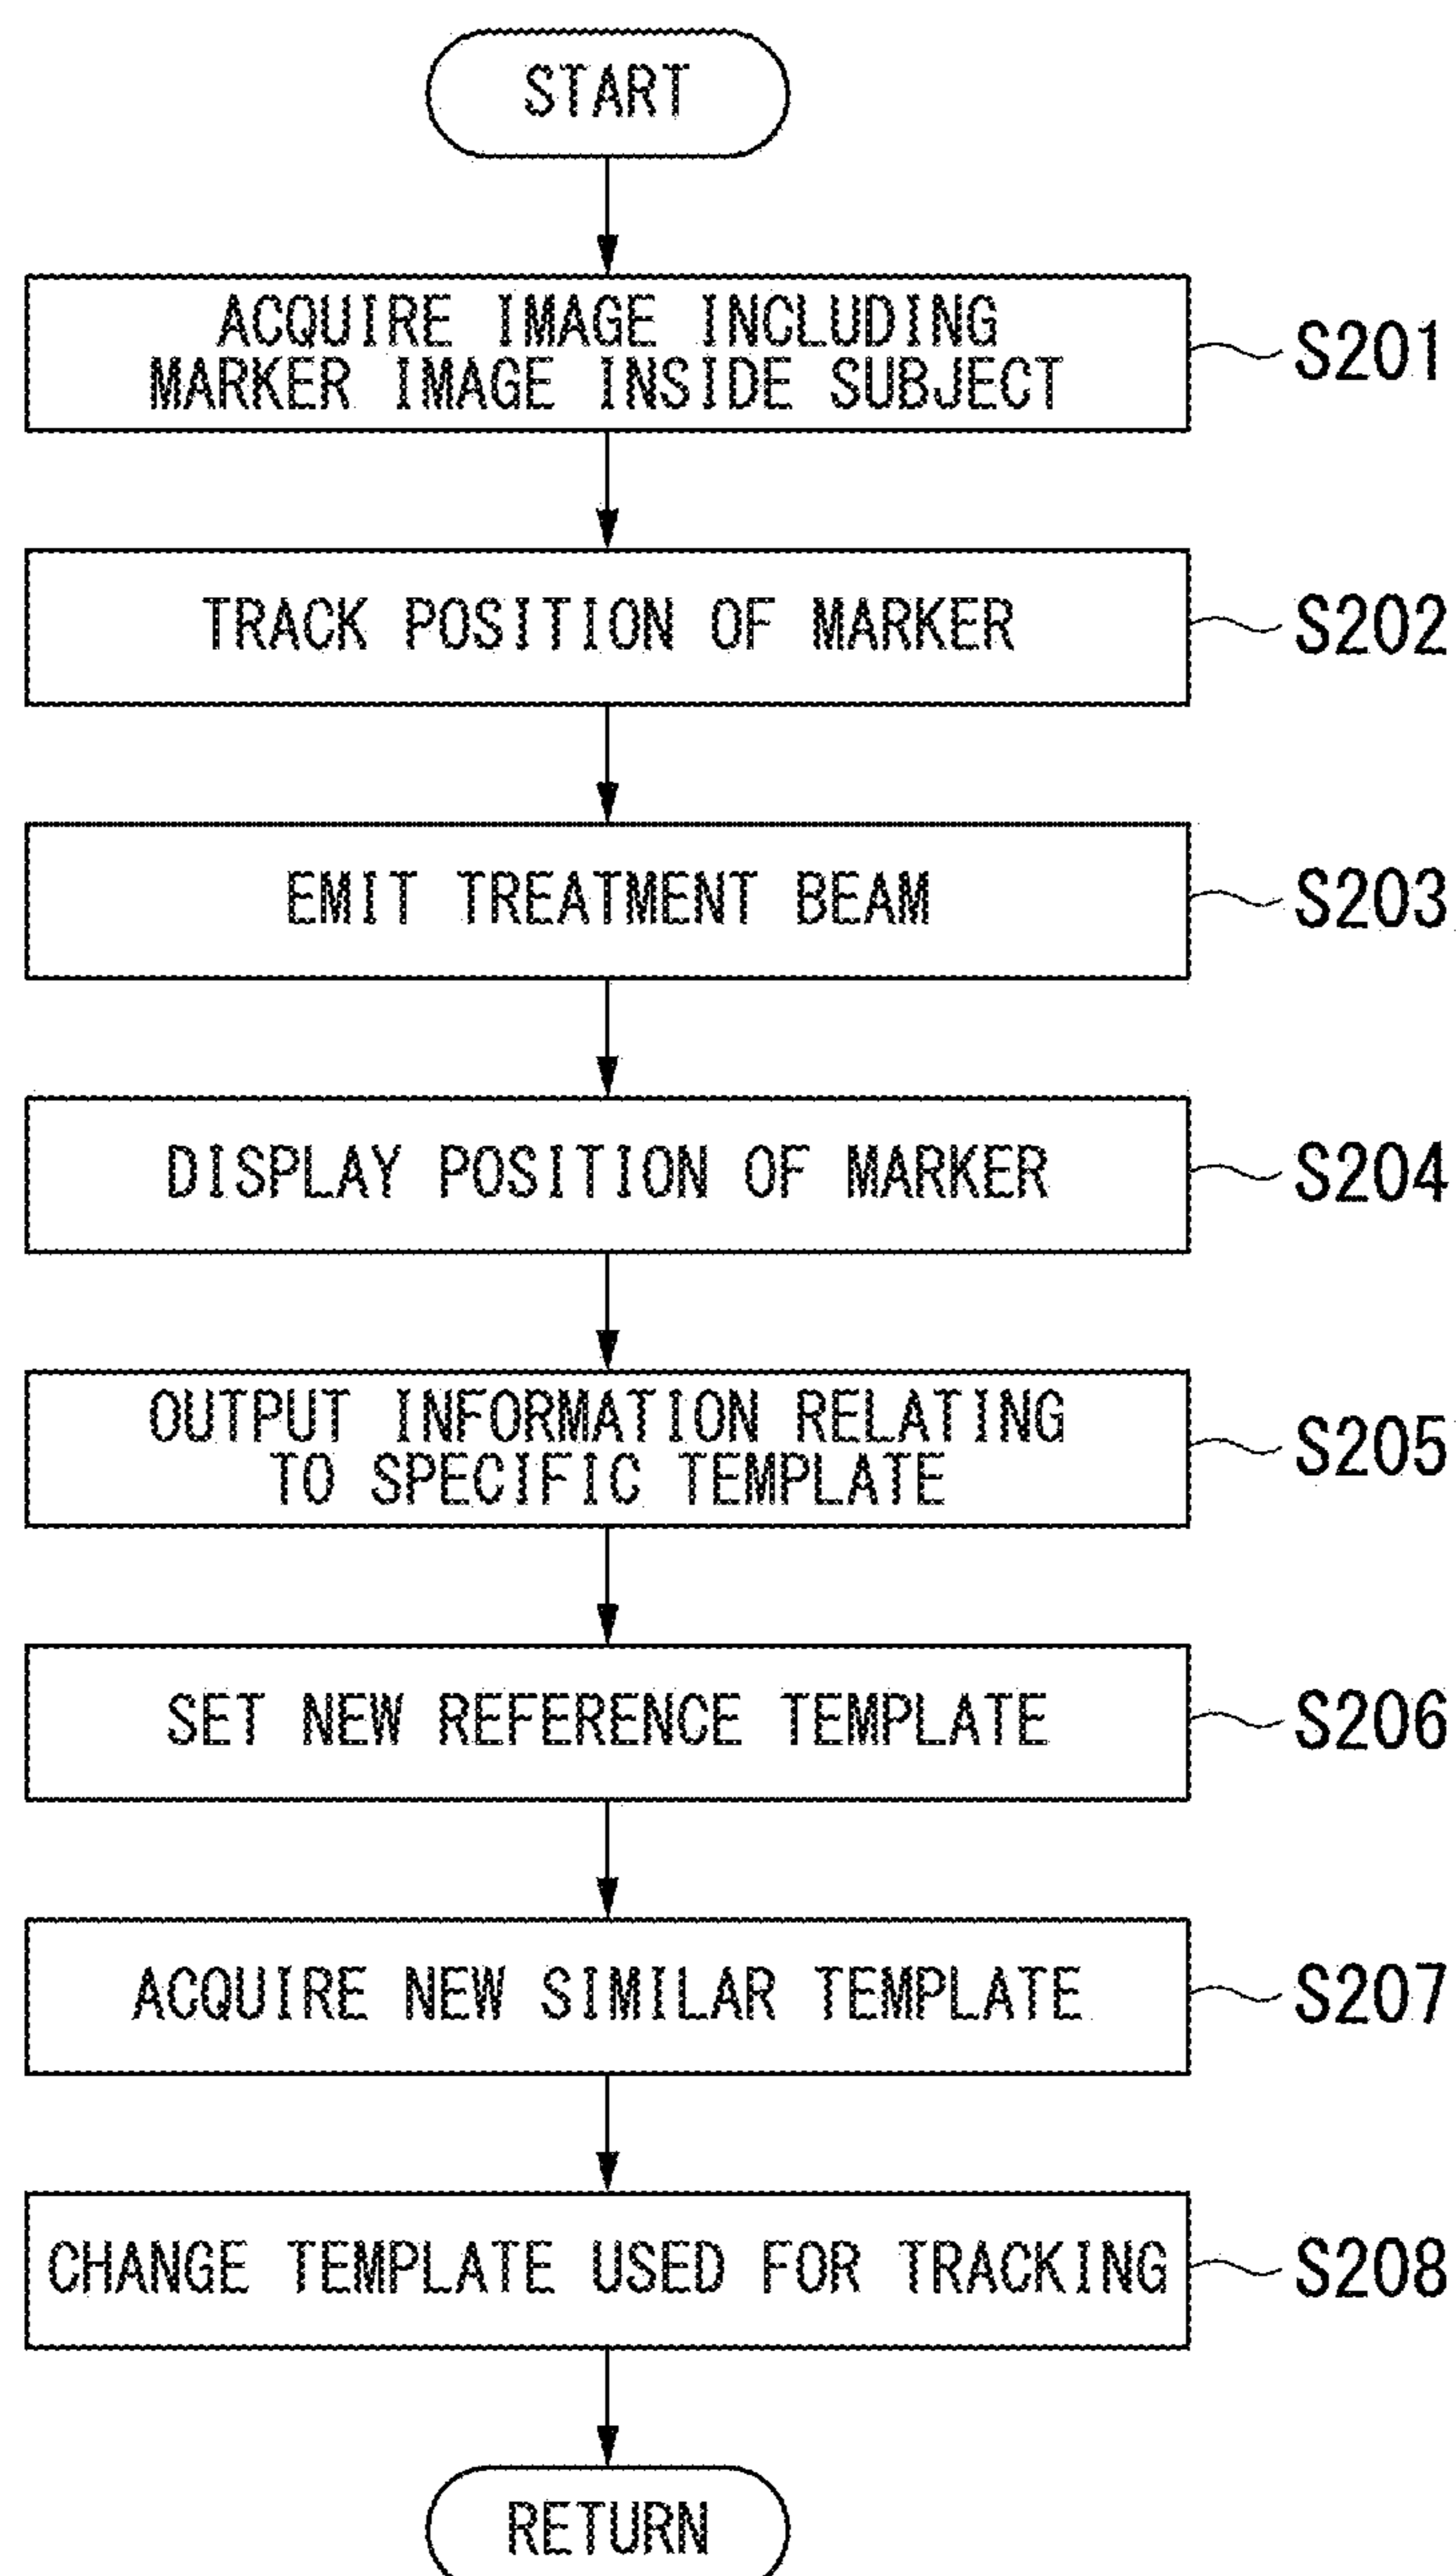 START
ACQUIRE IMAGE INCLUDING
MARKER IMAGE INSIDE SUBJECT
S201
TRACK POSITION OF MARKER
S202
EMIT TREATMENT BEAM
S203
DISPLAY POSITION OF MARKER
S204
OUTPUT INFORMATION RELATING
TO SPECIFIC TEMPLATE
S205
SET NEW REFERENCE TEMPLATE
S206
ACQUIRE NEW SIMILAR TEMPLATE
S207
CHANGE TEMPLATE USED FOR TRACKING
S208
RETURN